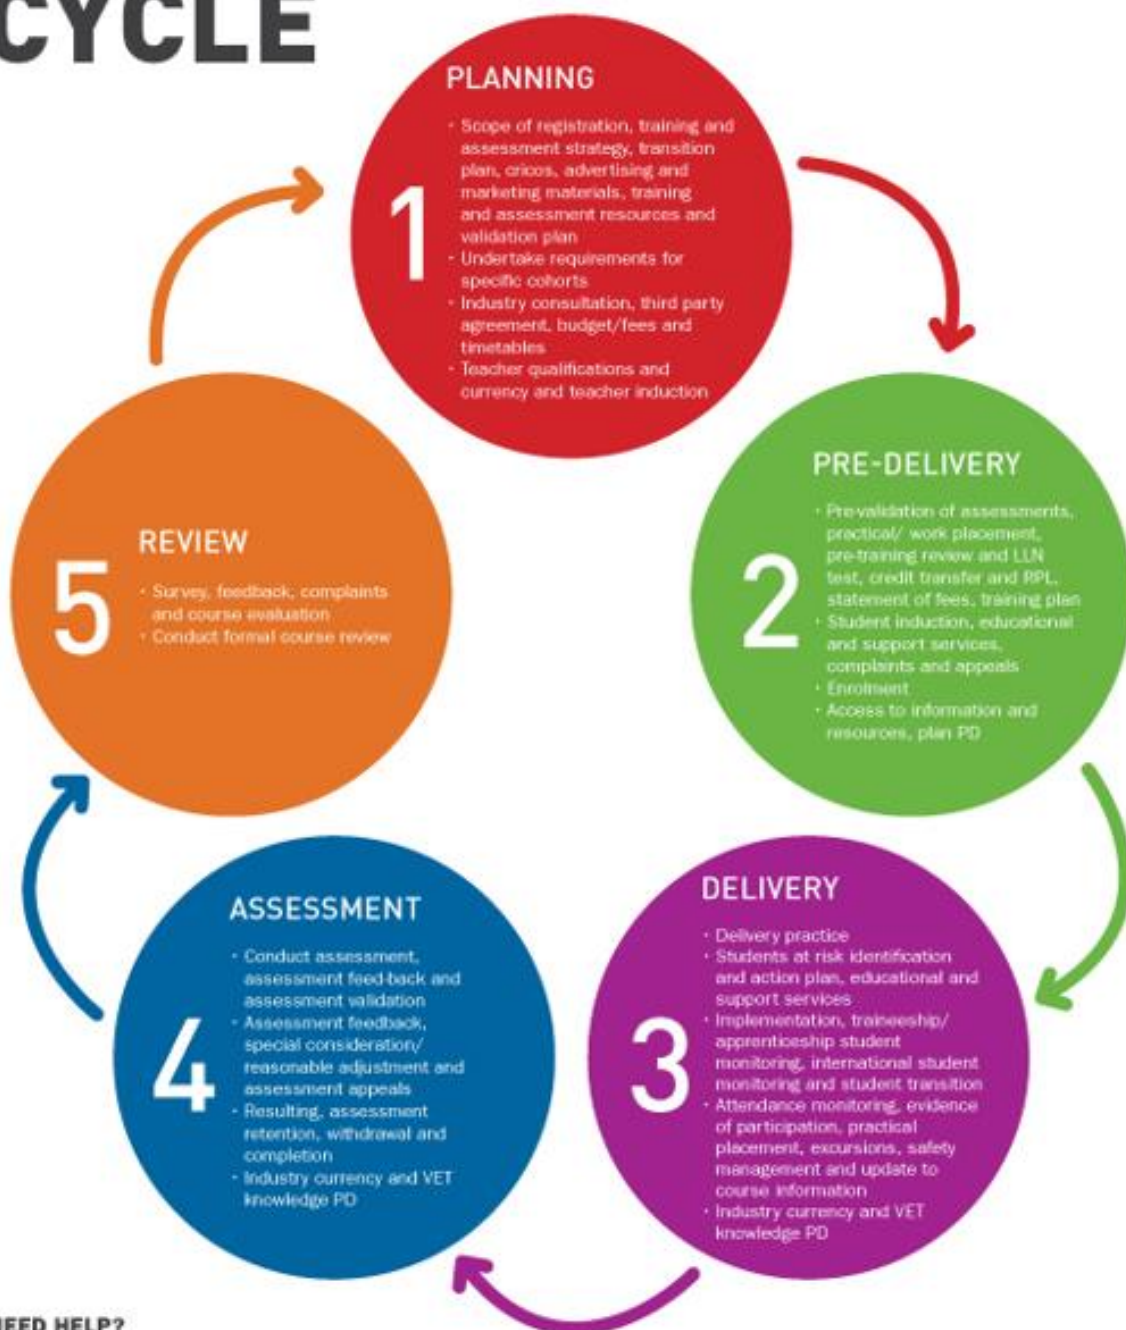 CYCLE
PLANNING
1
· Scope of registration, training and
assessment strategy, transition
plan, cricos, advertising and
marketing materials, training
and assessment resources and
validation plan
· Undertake requirements for
specific cohorts
· Industry consultation, third party
agreement, budget/fees and
timetables
· Teacher qualifications and
currency and teacher induction
PRE-DELIVERY
2
· Pre-validation of assessments,
practical/ work placement,
pre-training review and LLN
test, credit transfer and RPL,
statement of fees, training plan
· Student induction, educational
and support services,
complaints and appeals
· Enrolment
· Access to information and
resources, plan PD
DELIVERY
3
· Delivery practice
· Students at risk identification
and action plan, educational and
support services
· Implementation, traineeship/
apprenticeship student
monitoring, international student
monitoring and student transition
· Attendance monitoring, evidence
of participation, practical
placement, excursions, safety
management and update to
course information
· Industry currency and VET
knowledge PD
ASSESSMENT
4
· Conduct assessment,
assessment feed-back and
assessment validation
· Assessment feedback,
special consideration/
reasonable adjustment and
assessment appeals
· Resulting, assessment
retention, withdrawal and
completion
· Industry currency and VET
knowledge PD
REVIEW
5
· Survey, feedback, complaints
and course evaluation
· Conduct formal course review
NEED HELP?